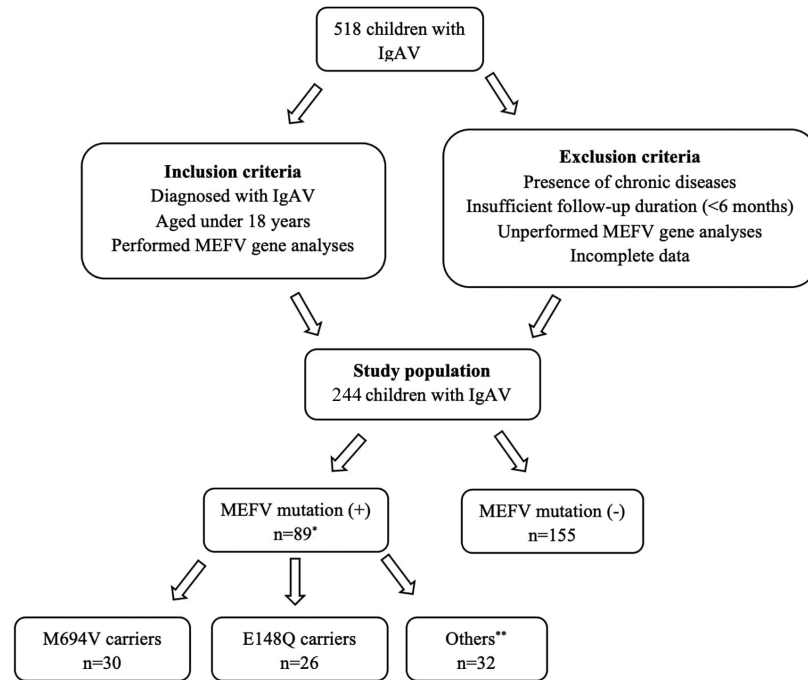 518 children with
IgAV
Inclusion criteria
Diagnosed with IgAV
Aged under 18 years
Performed MEFV gene analyses
Exclusion criteria
Presence of chronic diseases
Insufficient follow-up duration (<6 months)
Unperformed MEFV gene analyses
Incomplete data
Study population
244 children with IgAV
MEFV mutation (+)
n=89*
MEFV mutation (-)
n=155
M694V carriers
n=30
E148Q carriers
n=26
Others**
n=32